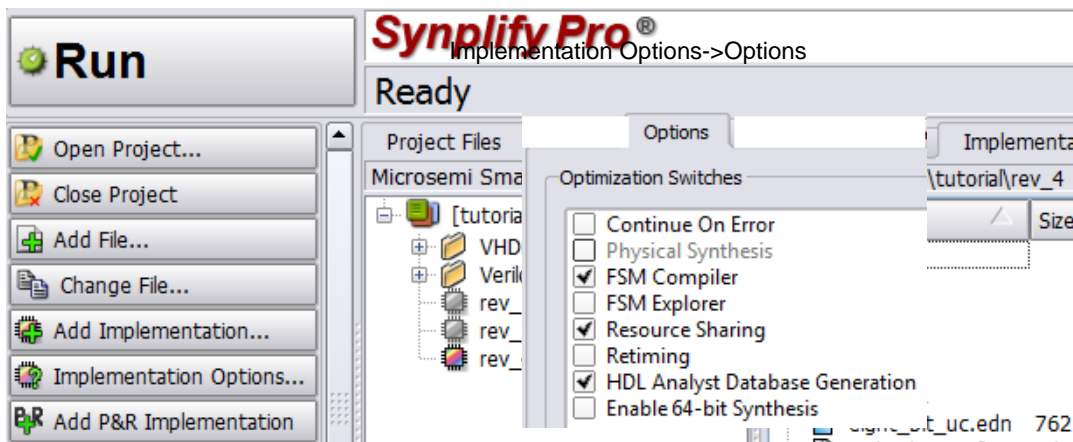 Run
Synplify Pro®
Implementation Options->Options
Ready
Open Project...
Close Project
Add File...
Change File...
Add Implementation...
Implementation Options...
Add P&R Implementation
Project Files
Options
Implementa
Microsemi Sma
Optimization Switches
\tutorial\rev_4
[tutoria
Size
VHD
Veril
rev_
rev_
rev_
Continue On Error
Physical Synthesis
FSM Compiler
FSM Explorer
Resource Sharing
Retiming
HDL Analyst Database Generation
Enable 64-bit Synthesis
t_uc.edn 762